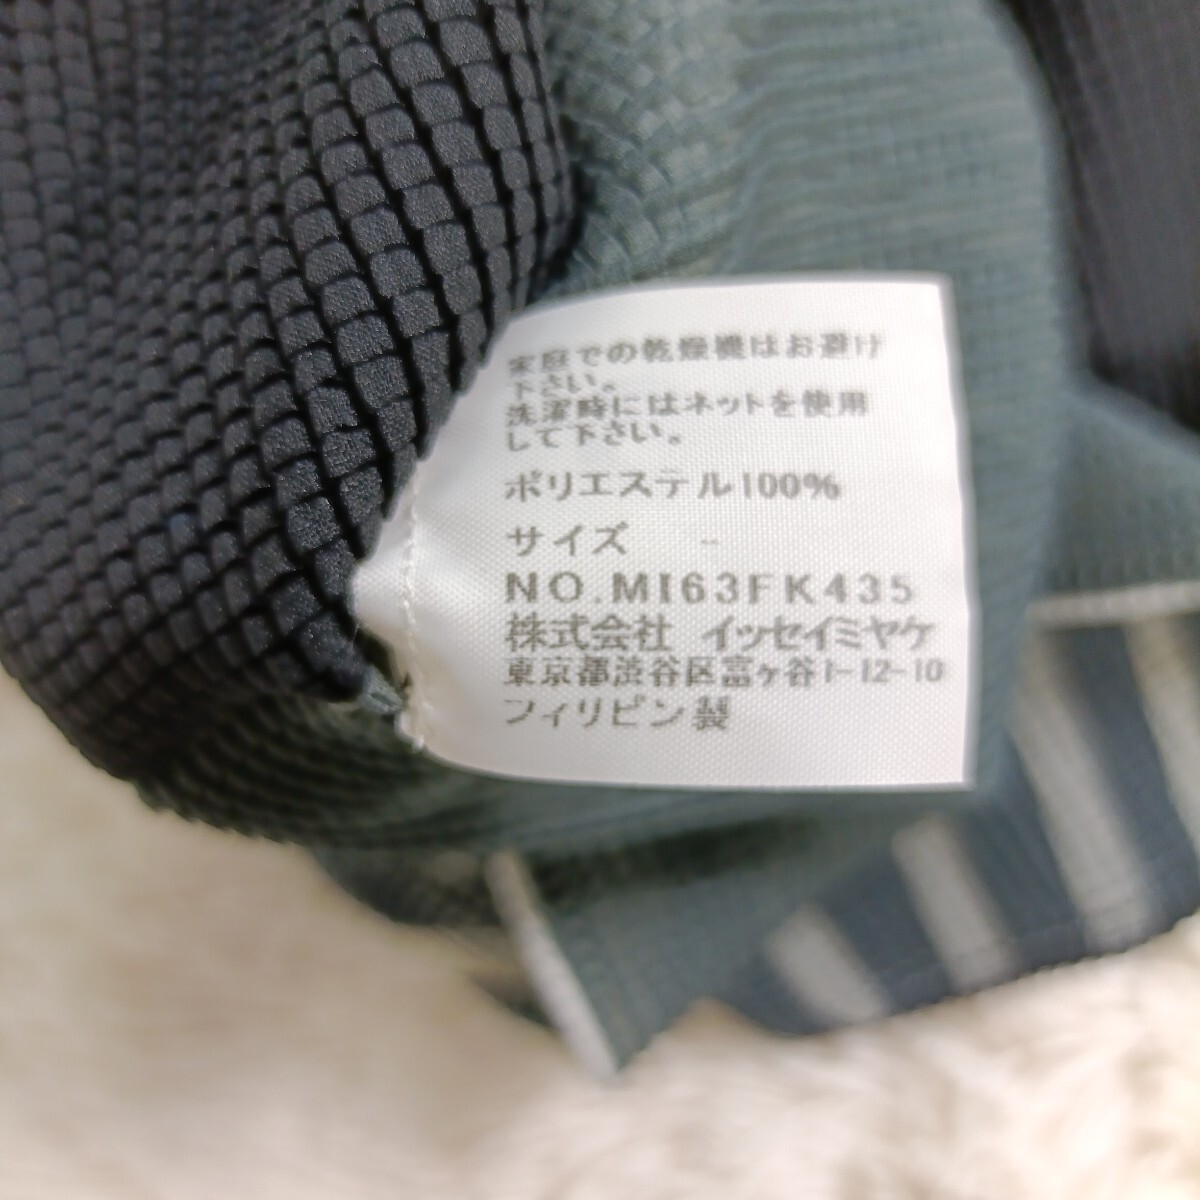 家庭での乾燥機はお避け
下さい。
洗濯時にはネットを使用
して下さい。
ポリエステル100%
サイズ －
NO.MI63FK435
株式会社 イッセイミヤケ
東京都渋谷区富ヶ谷1-12-10
フィリピン製